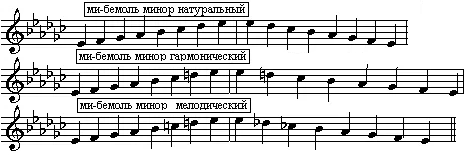 ми-бемоль минор натуральный
ми-бемоль минор гармонический
ми-бемоль минор мелодический